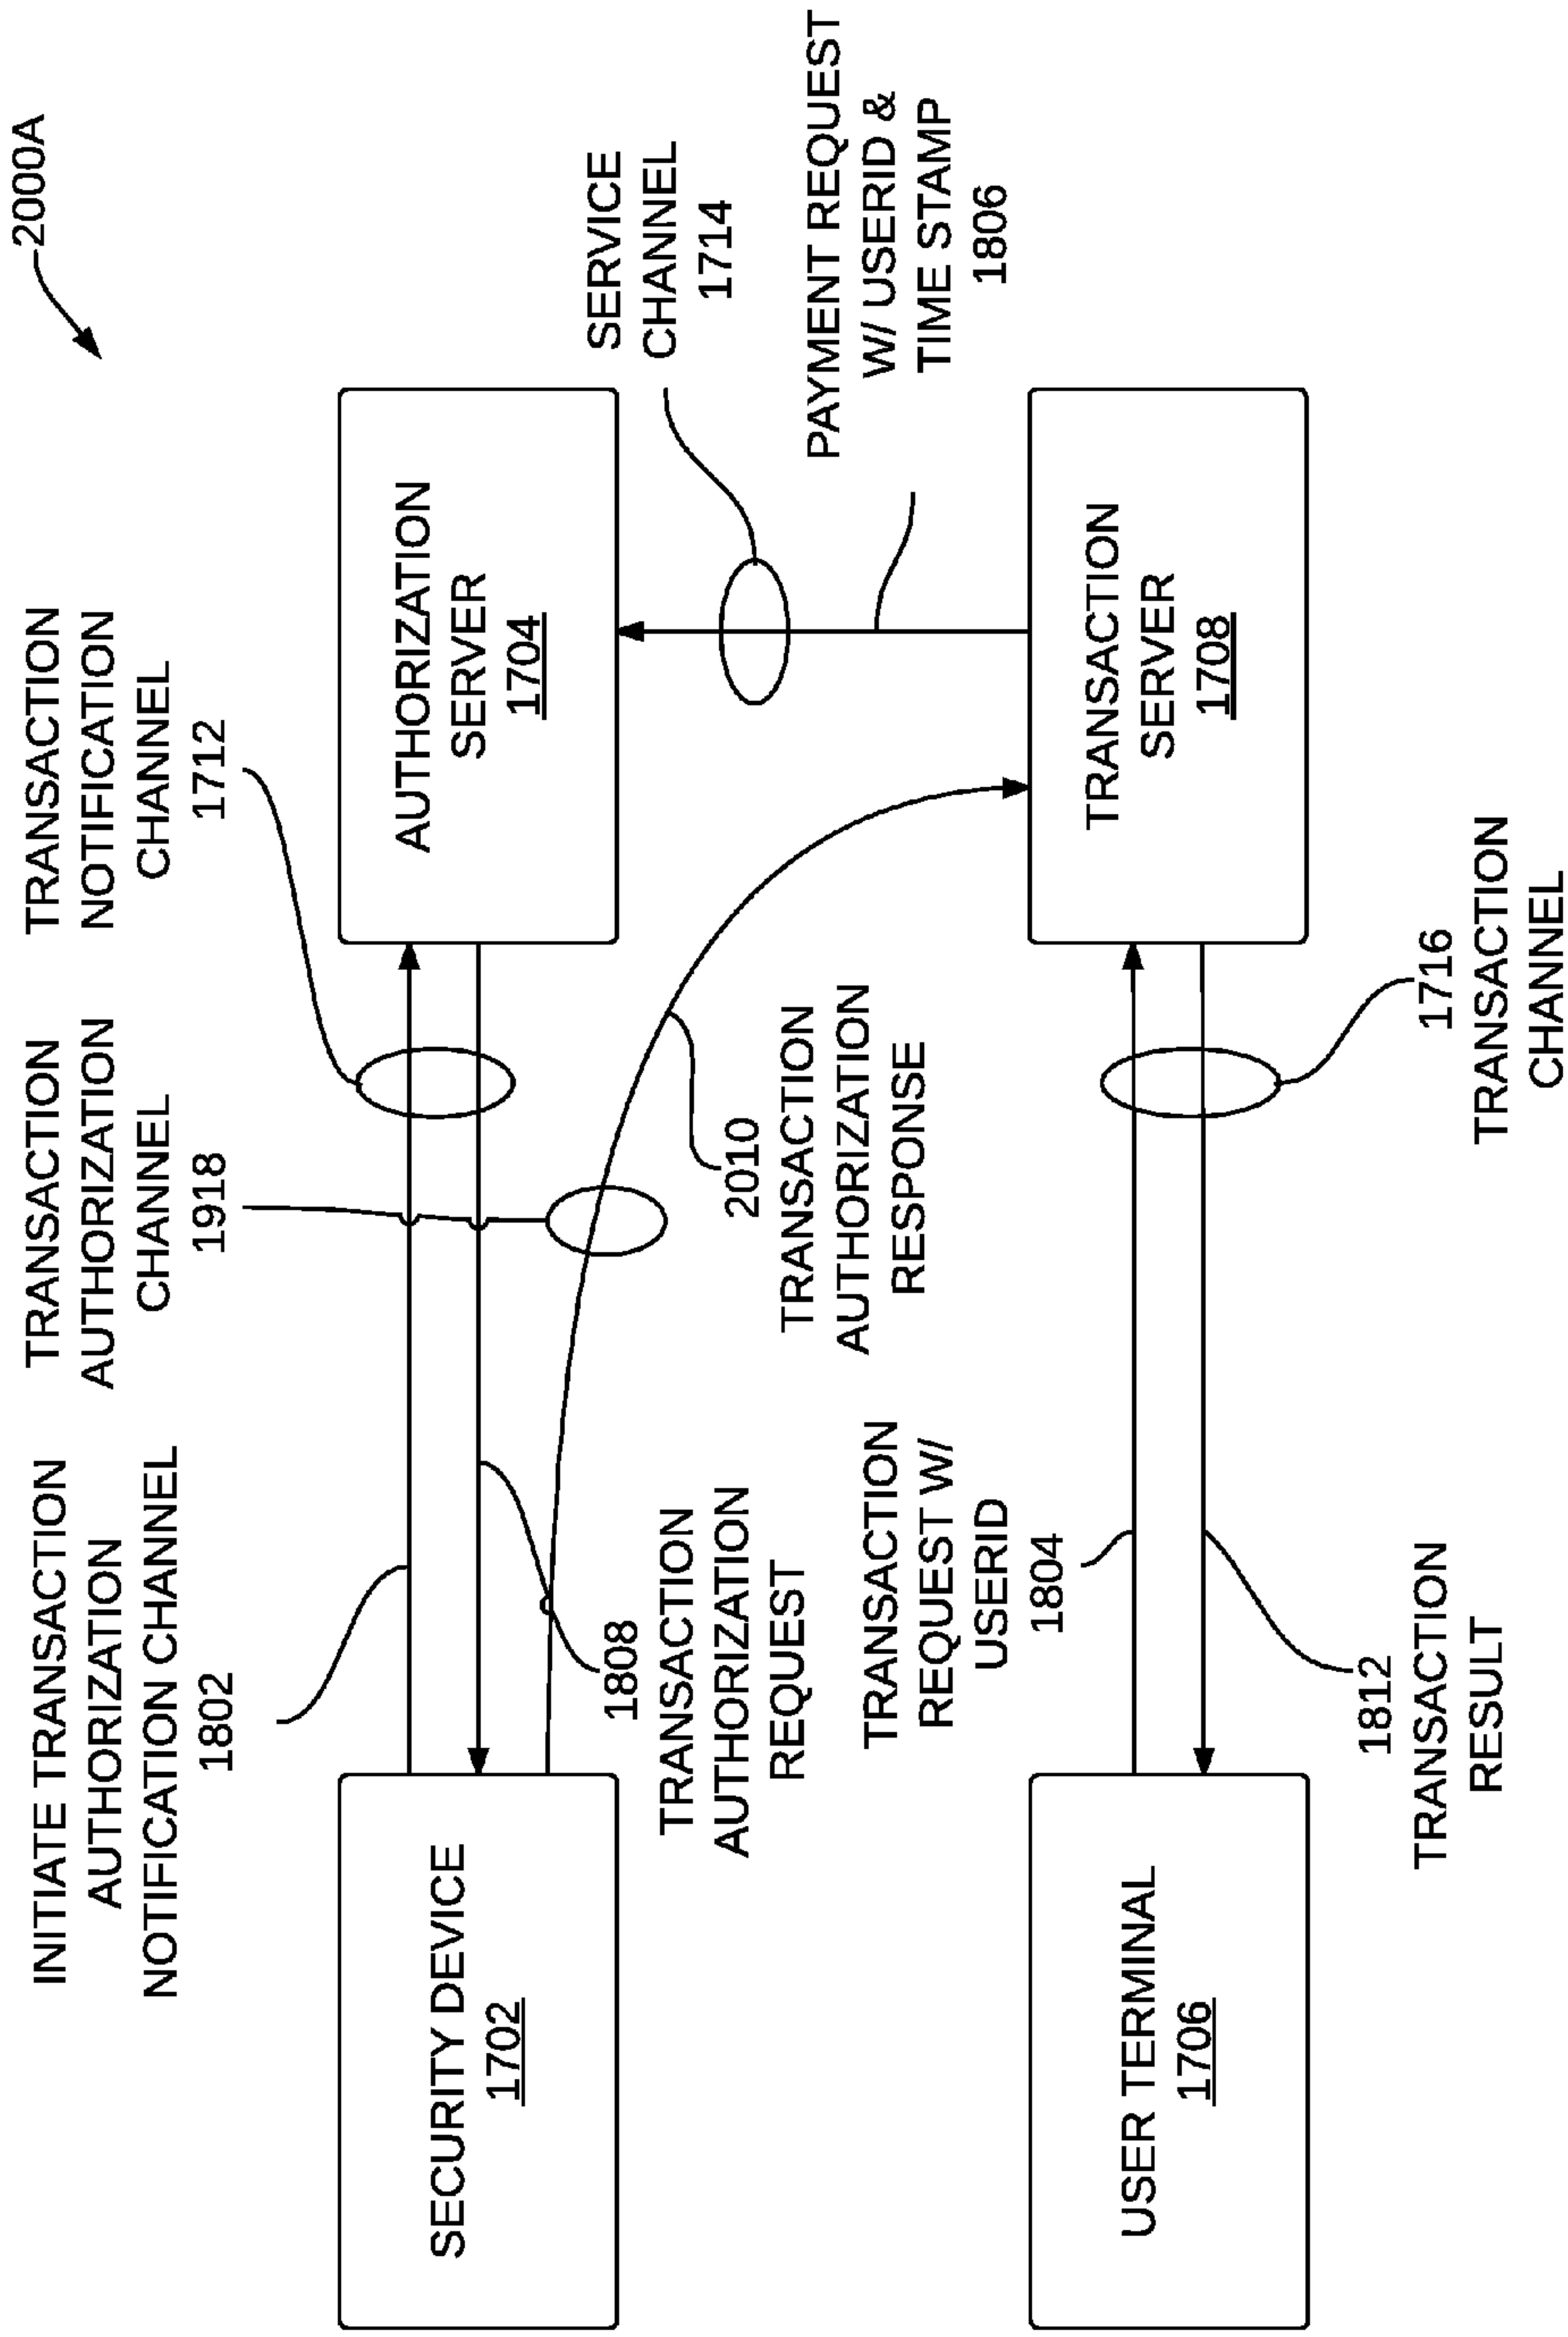 2000A
INITIATE TRANSACTION
AUTHORIZATION
NOTIFICATION CHANNEL
1802
TRANSACTION
AUTHORIZATION
CHANNEL
1918
TRANSACTION
NOTIFICATION
CHANNEL
1712
SECURITY DEVICE
1702
AUTHORIZATION
SERVER
1704
SERVICE
CHANNEL
1714
1808
TRANSACTION
AUTHORIZATION
REQUEST
2010
TRANSACTION
AUTHORIZATION
RESPONSE
PAYMENT REQUEST
W/ USERID &
TIME STAMP
1806
TRANSACTION
REQUEST W/
USERID
1804
USER TERMINAL
1706
TRANSACTION
SERVER
1708
1812
TRANSACTION
RESULT
1716
TRANSACTION
CHANNEL